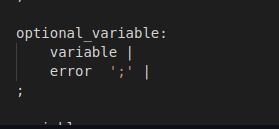 optional_variable:
variable |
error ';' |
;